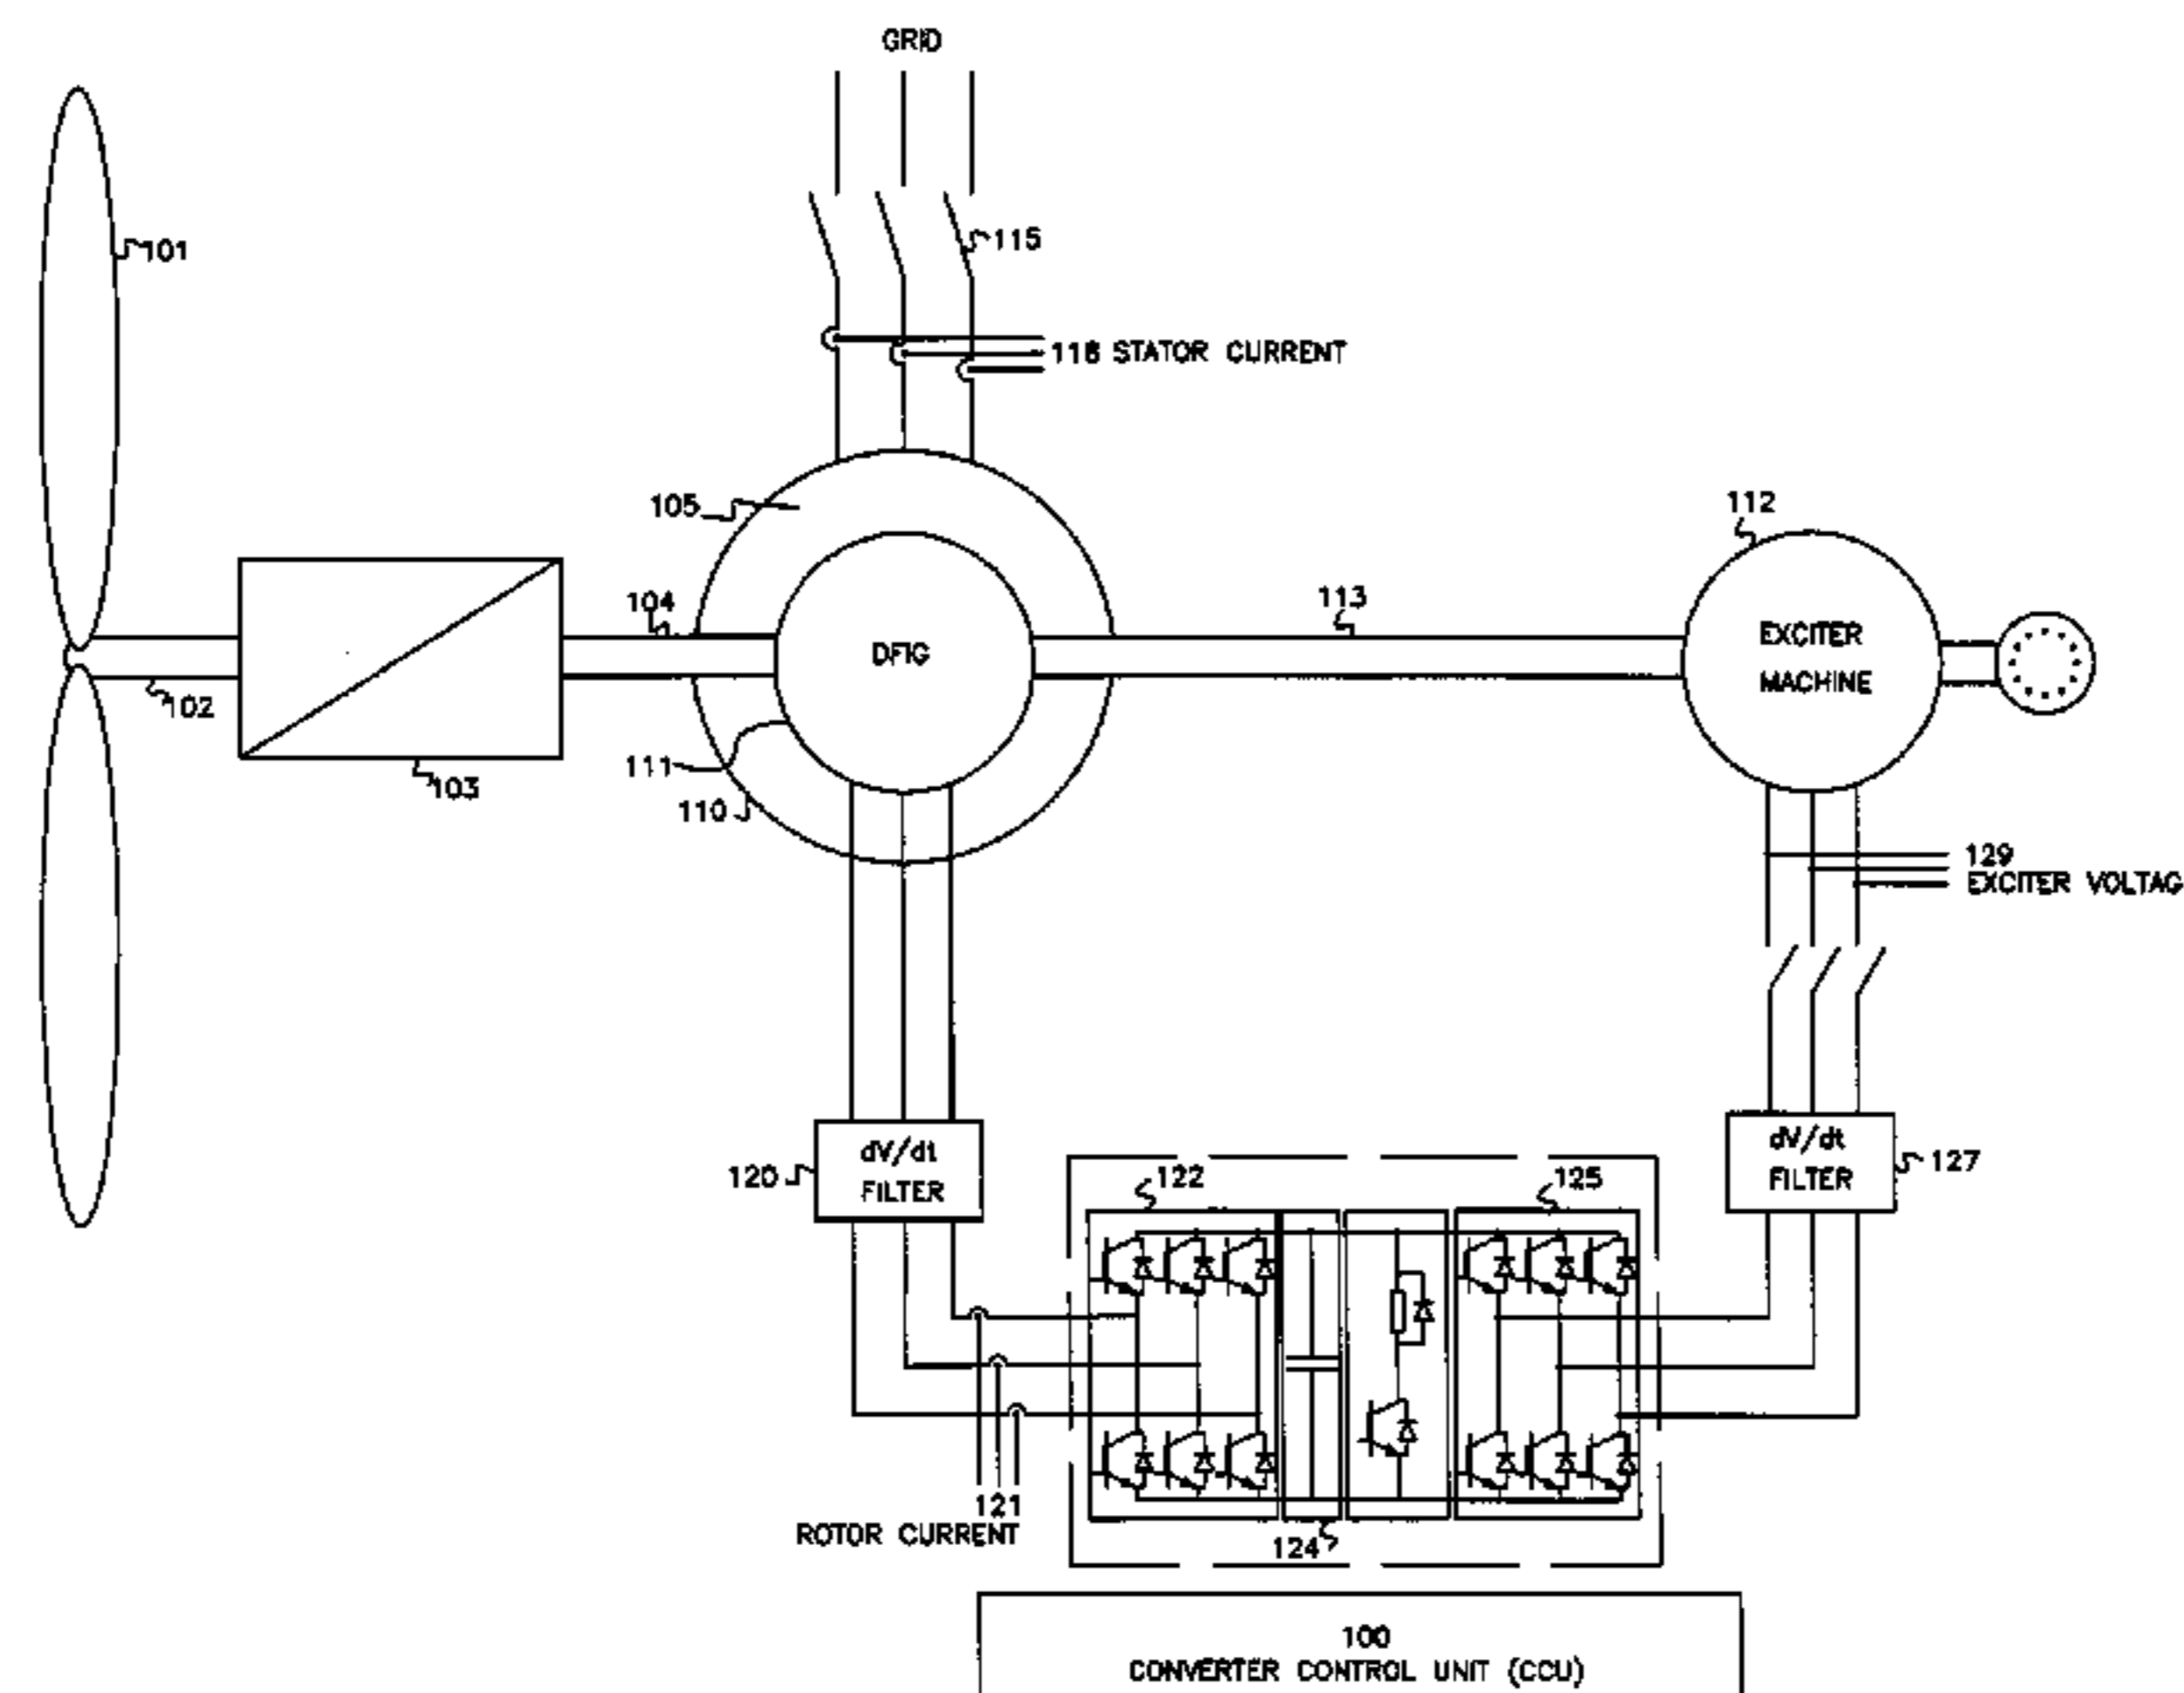 GRID
101
115
118 STATOR CURRENT
105
112
104
113
DFIG
EXCITER
MACHINE
102
111
103
110
129
EXCITER VOLTAG
dV/dt
FILTER
120
dV/dt
FILTER
127
122
125
121
ROTOR CURRENT
124
100
CONVERTER CONTROL UNIT (CCU)